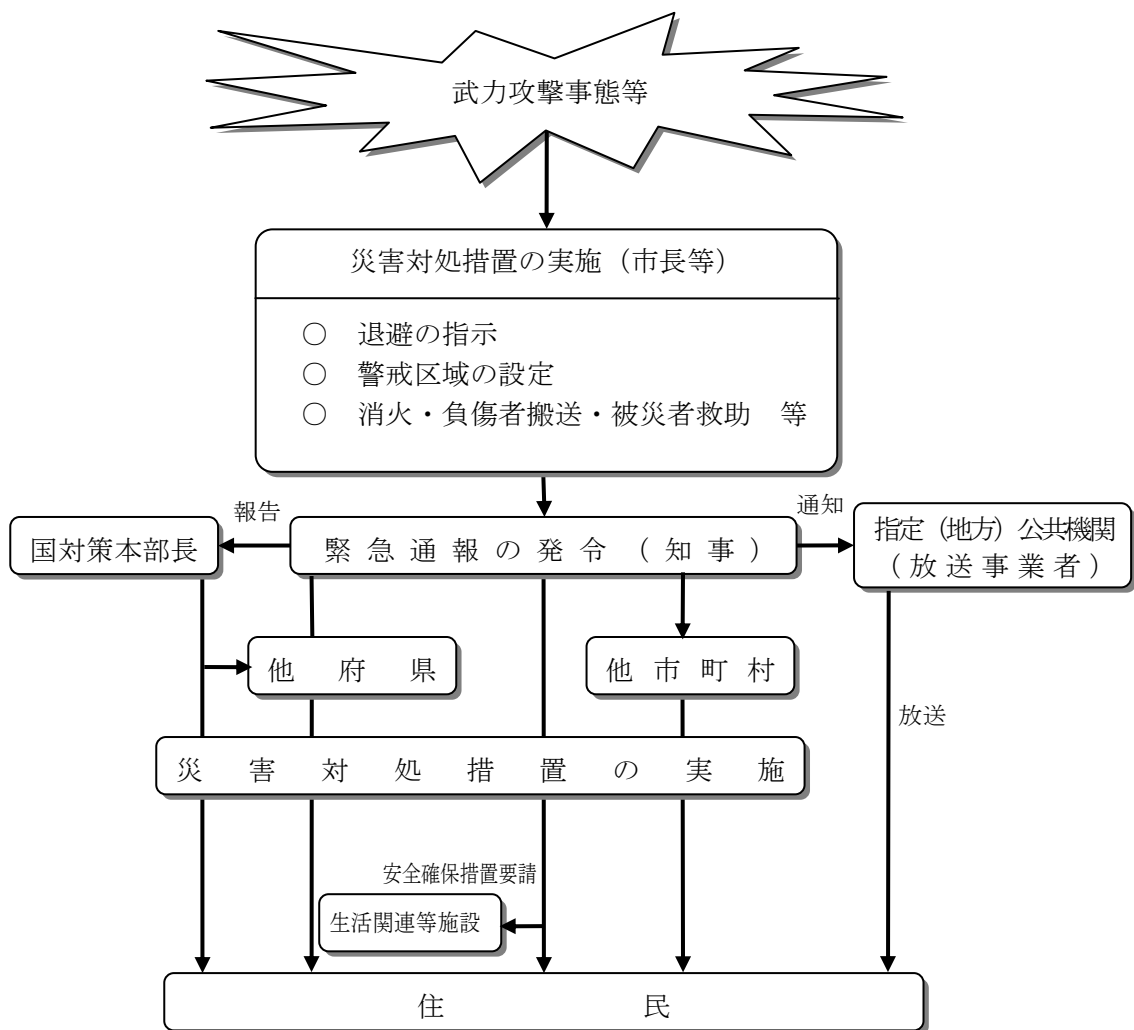 武力攻撃事態等
災害対処措置の実施（市長等）
○　退避の指示
○　警戒区域の設定
○　消火・負傷者搬送・被災者救助　等
報告
通知
国対策本部長
緊急通報の発令（知事）
指定（地方）公共機関
（放送事業者）
他府県
他市町村
放送
災害対処措置の実施
安全確保措置要請
生活関連等施設
住民